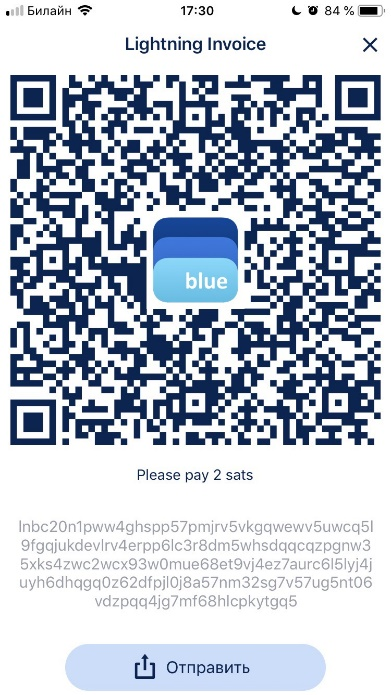 Билайн 17:30 84 %
Lightning Invoice
blue
Please pay 2 sats
lnbc20n1pww4ghspp57pmjrv5vkgqwewv5uwcq5l
9fgqjukdevlrv4erpp6lc3r8dm5whsdqqcqzpgnw3
5xks4zwc2wcx93w0mue68et9vj4ez7aurc6l5lyj4j
uyh6dhqgq0z62dfpjl0j8a57nm32sg7v57ug5nt06
vdzpqq4jg7mf68hlcpkytgq5
Отправить